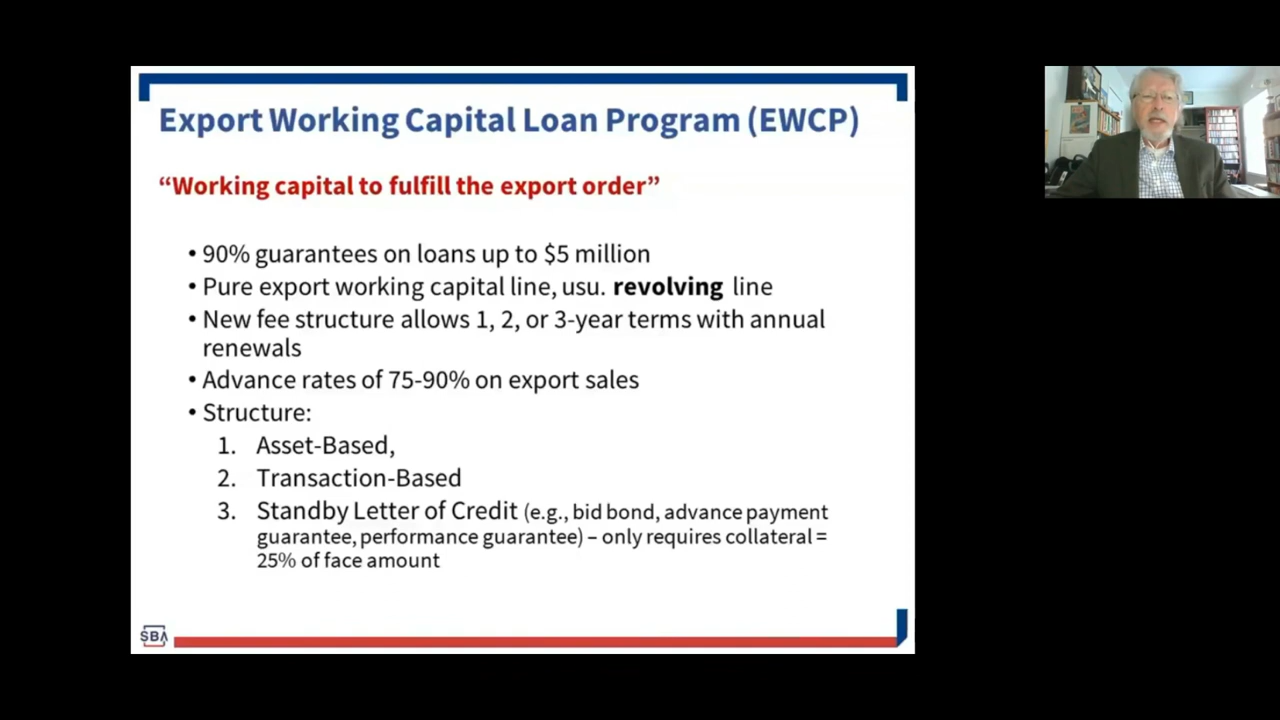 Export Working Capital Loan Program (EWCP)
“Working capital to fulfill the export order”
• 90% guarantees on loans up to $5 million
• Pure export working capital line, usu. revolving line
• New fee structure allows 1, 2, or 3-year terms with annual
renewals
• Advance rates of 75-90% on export sales
• Structure:
1. Asset-Based,
2. Transaction-Based
3. Standby Letter of Credit (e.g., bid bond, advance payment
guarantee, performance guarantee) – only requires collateral =
25% of face amount
SBA